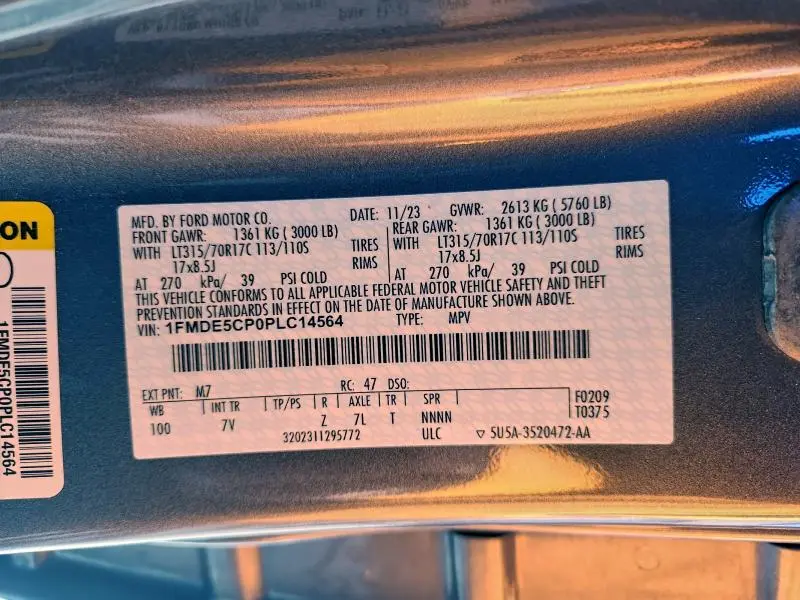 MFD. BY FORD MOTOR CO.
DATE: 11/23 GVWR: 2613 KG ( 5760 LB)
FRONT GAWR: 1361 KG ( 3000 LB)
WITH LT315/70R17C 113/110S TIRES
17x8.5J RIMS
AT 270 kPa/ 39 PSI COLD
REAR GAWR: 1361 KG ( 3000 LB)
WITH LT315/70R17C 113/110S TIRES
17x8.5J RIMS
AT 270 kPa/ 39 PSI COLD
THIS VEHICLE CONFORMS TO ALL APPLICABLE FEDERAL MOTOR VEHICLE SAFETY AND THEFT
PREVENTION STANDARDS IN EFFECT ON THE DATE OF MANUFACTURE SHOWN ABOVE.
VIN: 1FMDE5CP0PLC14564 TYPE: MPV
EXT PNT: M7 RC: 47 DSO:
WB INT TR TP/PS R AXLE TR SPR
100 7V Z 7L T NNNN
F0209
T0375
3202311295772 ULC ▽ 5U5A-3520472-AA
ON
1FMDE5CP0PLC14564